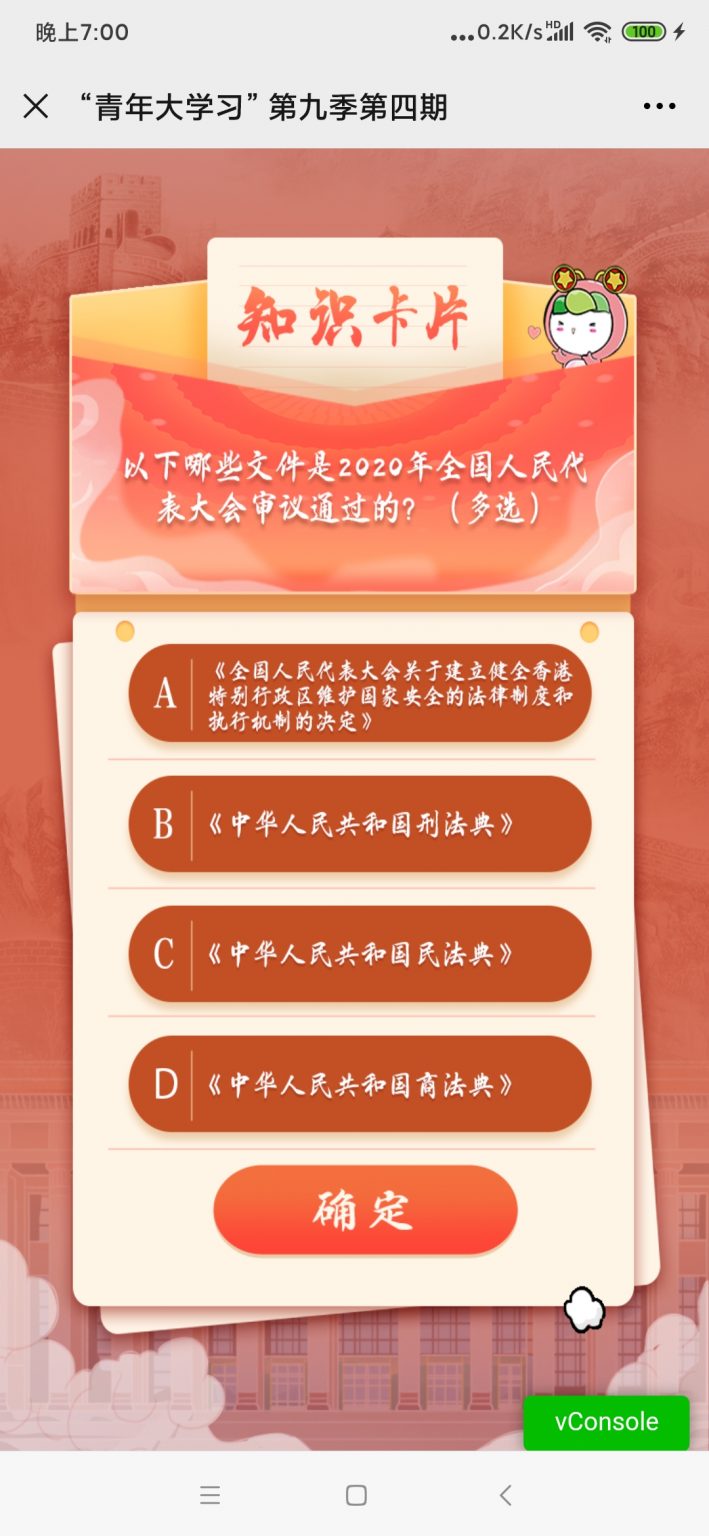 晚上7:00
...0.2K/s HD 100
“青年大学习”第九季第四期
知识卡片
以下哪些文件是2020年全国人民代
表大会审议通过的？（多选）
A
《全国人民代表大会关于建立健全香港
特别行政区维护国家安全的法律制度和
执行机制的决定》
B 《中华人民共和国刑法典》
C 《中华人民共和国民法典》
D 《中华人民共和国商法典》
确定
vConsole